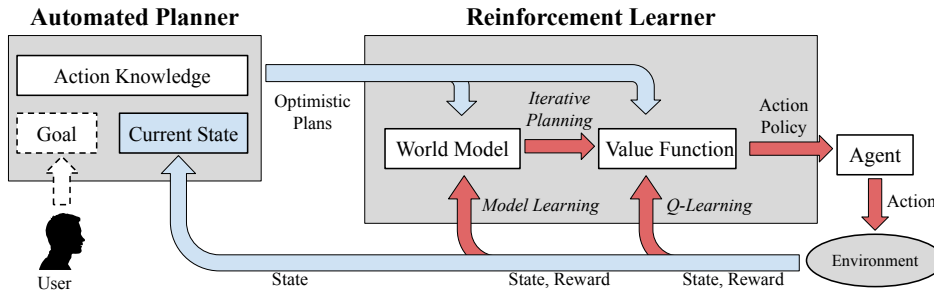 Automated Planner
Reinforcement Learner
Action Knowledge
Goal
Current State
Optimistic
Plans
Iterative
Planning
World Model
Value Function
Action
Policy
Agent
Model Learning
Q-Learning
Action
Environment
User
State
State, Reward
State, Reward